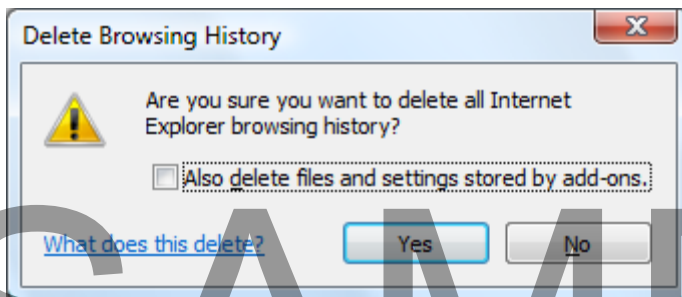 Delete Browsing History
Are you sure you want to delete all Internet
Explorer browsing history?
Also delete files and settings stored by add-ons.
What does this delete?
Yes
No